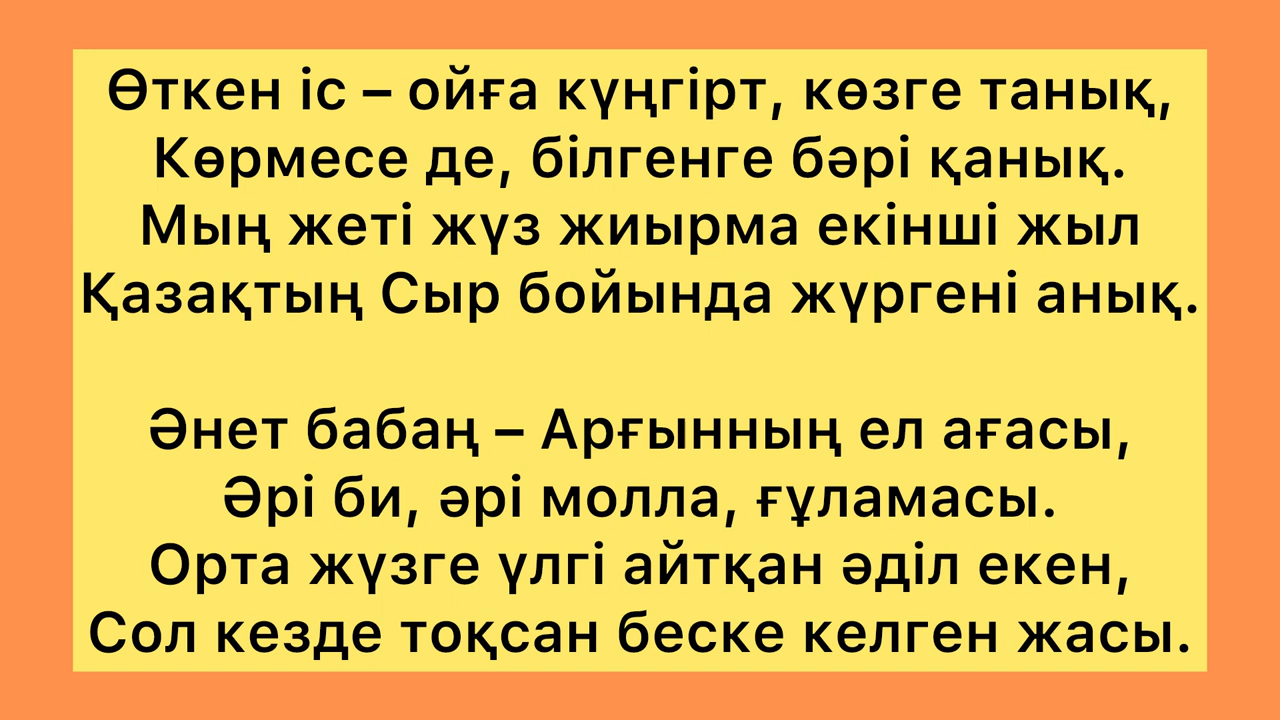 Өткен іс – ойға күңгірт, көзге танық,
Көрмесе де, білгенге бәрі қанық.
Мың жеті жүз жиырма екінші жыл
Қазақтың Сыр бойында жүргені анық.
Әнет бабаң – Арғынның ел ағасы,
Әрі би, әрі молла, ғұламасы.
Орта жүзге үлгі айтқан әділ екен,
Сол кезде тоқсан беске келген жасы.